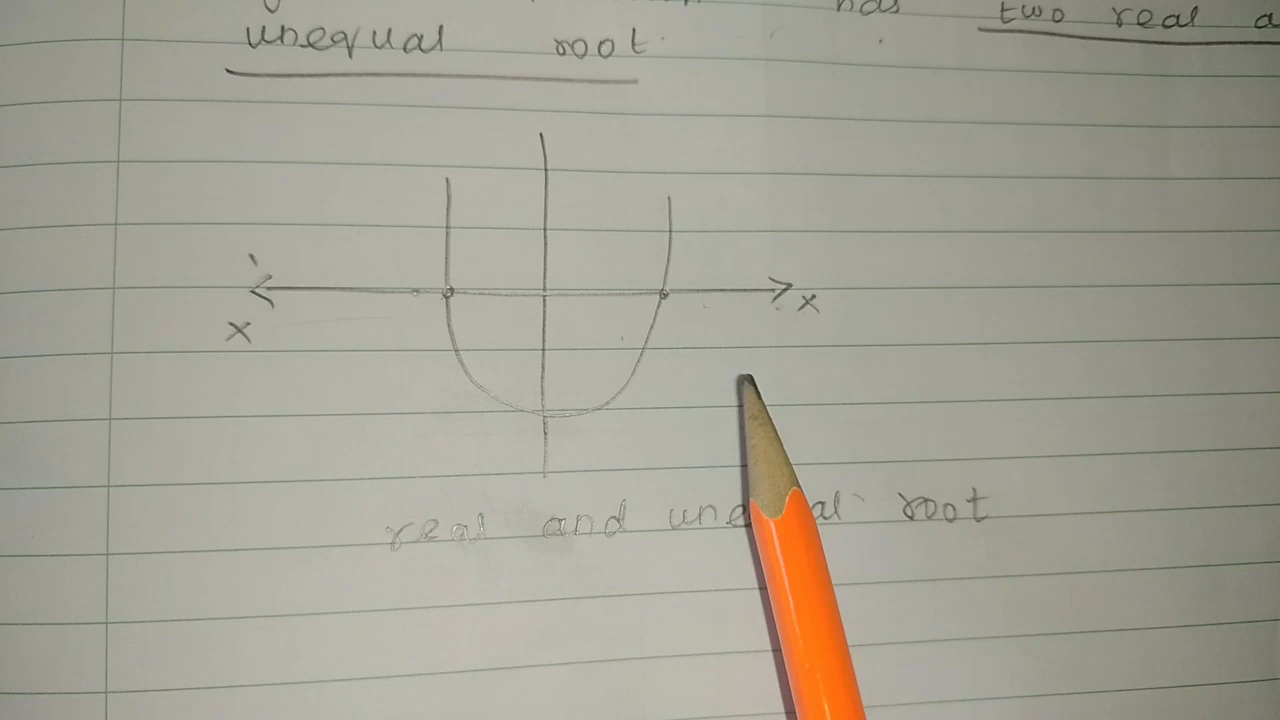 has two real a
unequal root
x
x
real and une al root